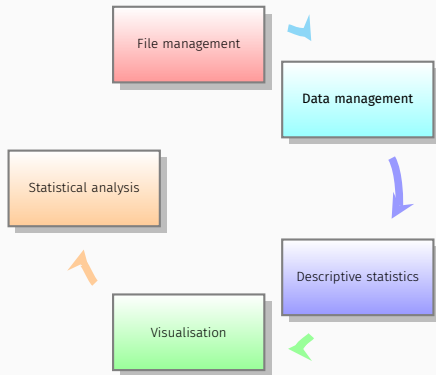 File management
Data management
Descriptive statistics
Visualisation
Statistical analysis